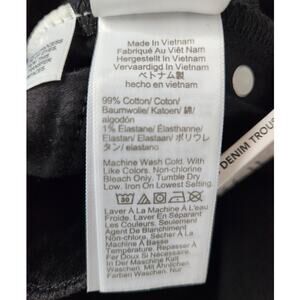 Made In Vietnam
Fabriqué Au Viêt Nam
Hergestellt In Vietnam
Vervaardigd In Vietnam
ベトナム製
hecho en vietnam
99% Cotton/ Coton/
Baumwolle/ Katoen/ 綿/
algodón
1% Elastane/ Élasthanne/
Elastan/ Elastaan/ ポリウレ
タン/ elastano
Machine Wash Cold. With
Like Colors. Non-chlorine
Bleach Only. Tumble Dry
Low. Iron On Lowest Setting.
30
Laver À La Machine À Eau
Froide. Laver En Séparant
Les Couleurs. Seulement
Agent De Blanchiment
Non Chloré. Sécher À La
Machine À Basse
Température. Repasser À
Fer Doux Si Nécessaire.
In Der Maschine Kalt
Waschen. Mit Ähnlichen
Farben Waschen. Nur
DENIM TROUS